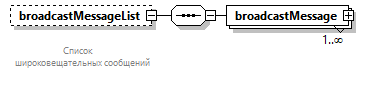 broadcastMessageList
broadcastMessage
1..∞
Список
широковещательных сообщений